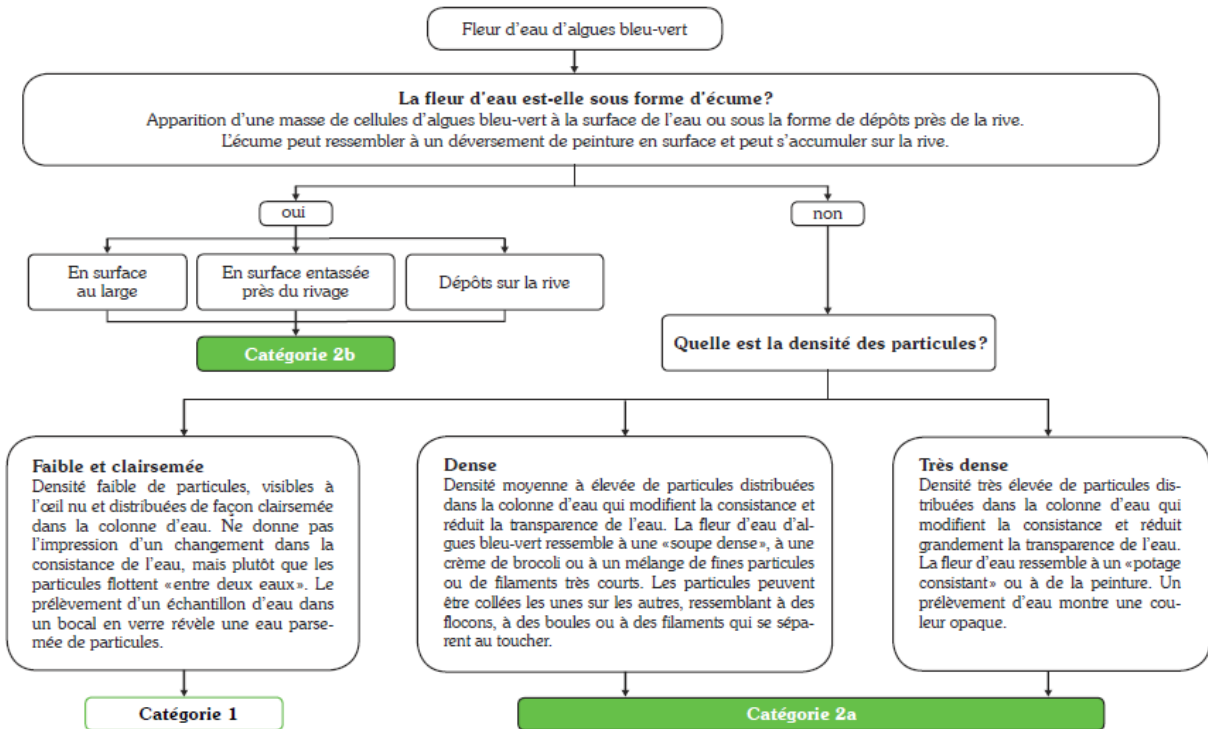 Fleur d'eau d'algues bleu-vert
La fleur d'eau est-elle sous forme d'écume?
Apparition d'une masse de cellules d'algues bleu-vert à la surface de l'eau ou sous la forme de dépôts près de la rive.
L'écume peut ressembler à un déversement de peinture en surface et peut s'accumuler sur la rive.
oui
non
En surface
au large
En surface entassée
près du rivage
Dépôts sur la rive
Catégorie 2b
Quelle est la densité des particules?
Faible et clairsemée
Densité faible de particules, visibles à
l'œil nu et distribuées de façon clairsemée
dans la colonne d'eau. Ne donne pas
l'impression d'un changement dans la
consistance de l'eau, mais plutôt que les
particules flottent «entre deux eaux». Le
prélèvement d'un échantillon d'eau dans
un bocal en verre révèle une eau parse-
mée de particules.
Catégorie 1
Dense
Densité moyenne à élevée de particules distribuées
dans la colonne d'eau qui modifient la consistance et
réduit la transparence de l'eau. La fleur d'eau d'al-
gues bleu-vert ressemble à une «soupe dense», à une
crème de brocoli ou à un mélange de fines particules
ou de filaments très courts. Les particules peuvent
être collées les unes sur les autres, ressemblant à des
flocons, à des boules ou à des filaments qui se sépa-
rent au toucher.
Très dense
Densité très élevée de particules dis-
tribuées dans la colonne d'eau qui
modifient la consistance et réduit
grandement la transparence de l'eau.
La fleur d'eau ressemble à un «potage
consistant» ou à de la peinture. Un
prélèvement d'eau montre une cou-
leur opaque.
Catégorie 2a